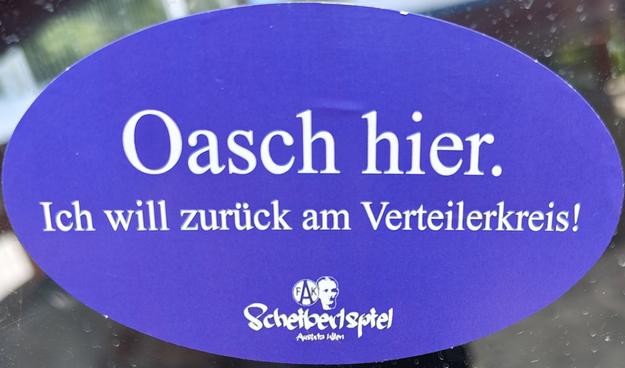 Oasch hier.
Ich will zurück am Verteilerkreis!
FAK
Scheiberlspiel
Austria Wien